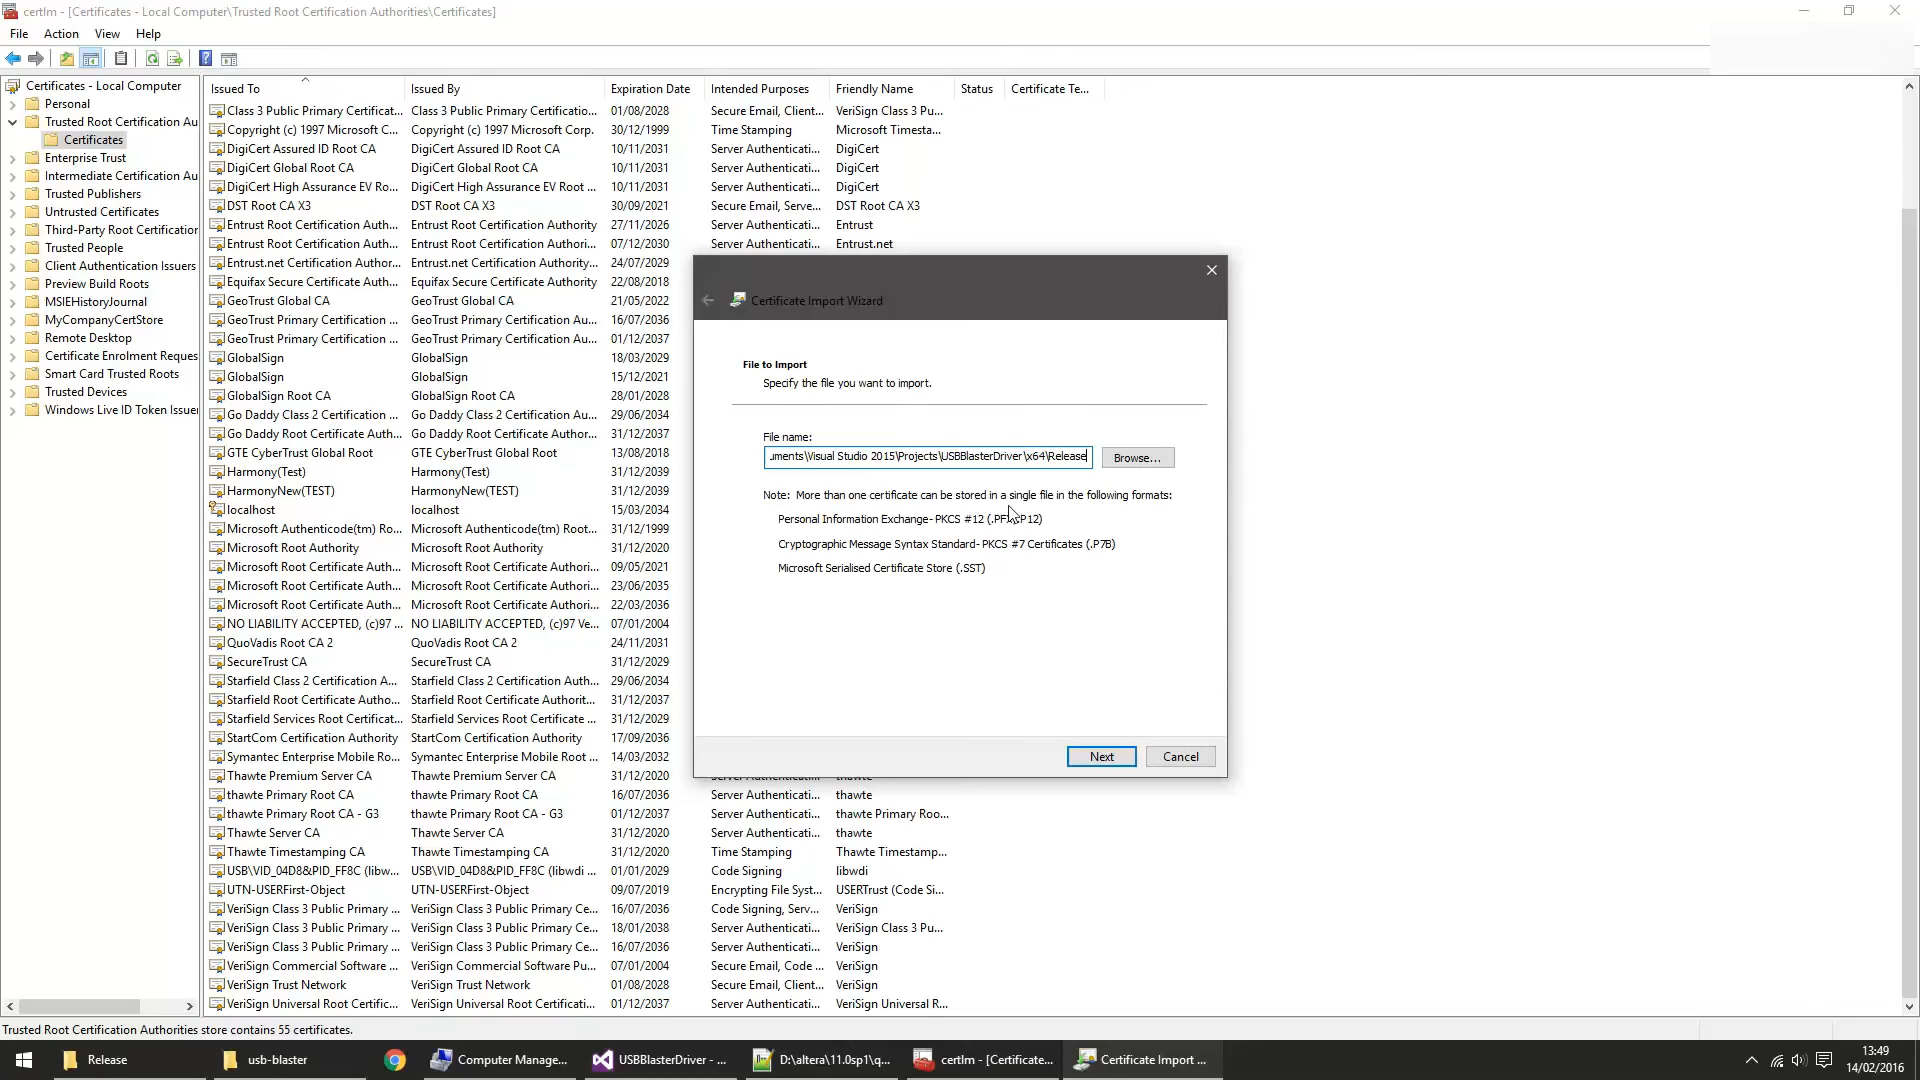 certlm - [Certificates - Local Computer\Trusted Root Certification Authorities\Certificates]
File Action View Help
Certificates - Local Computer
Personal
Trusted Root Certification Au
Certificates
Enterprise Trust
Intermediate Certification Au
Trusted Publishers
Untrusted Certificates
Third-Party Root Certification
Trusted People
Client Authentication Issuers
Preview Build Roots
MSIEHistoryJournal
MyCompanyCertStore
Remote Desktop
Certificate Enrolment Reques
Smart Card Trusted Roots
Trusted Devices
Windows Live ID Token Issuer
Issued To Issued By Expiration Date Intended Purposes Friendly Name Status Certificate Te...
Class 3 Public Primary Certificat... Class 3 Public Primary Certificatio... 01/08/2028 Secure Email, Client... VeriSign Class 3 Pu...
Copyright (c) 1997 Microsoft C... Copyright (c) 1997 Microsoft Corp. 30/12/1999 Time Stamping Microsoft Timesta...
DigiCert Assured ID Root CA DigiCert Assured ID Root CA 10/11/2031 Server Authenticati... DigiCert
DigiCert Global Root CA DigiCert Global Root CA 10/11/2031 Server Authenticati... DigiCert
DigiCert High Assurance EV Ro... DigiCert High Assurance EV Root ... 10/11/2031 Server Authenticati... DigiCert
DST Root CA X3 DST Root CA X3 30/09/2021 Secure Email, Serve... DST Root CA X3
Entrust Root Certification Auth... Entrust Root Certification Authority 27/11/2026 Server Authenticati... Entrust
Entrust Root Certification Auth... Entrust Root Certification Authori... 07/12/2030 Server Authenticati... Entrust.net
Entrust.net Certification Author... Entrust.net Certification Authority... 24/07/2029
Equifax Secure Certificate Auth... Equifax Secure Certificate Authority 22/08/2018
GeoTrust Global CA GeoTrust Global CA 21/05/2022
GeoTrust Primary Certification ... GeoTrust Primary Certification Au... 16/07/2036
GeoTrust Primary Certification ... GeoTrust Primary Certification Au... 01/12/2037
GlobalSign GlobalSign 18/03/2029
GlobalSign GlobalSign 15/12/2021
GlobalSign Root CA GlobalSign Root CA 28/01/2028
Go Daddy Class 2 Certification ... Go Daddy Class 2 Certification Au... 29/06/2034
Go Daddy Root Certificate Auth... Go Daddy Root Certificate Author... 31/12/2037
GTE CyberTrust Global Root GTE CyberTrust Global Root 13/08/2018
Harmony(Test) Harmony(Test) 31/12/2039
HarmonyNew(TEST) HarmonyNew(TEST) 31/12/2039
localhost localhost 15/03/2034
Microsoft Authenticode(tm) Ro... Microsoft Authenticode(tm) Root... 31/12/1999
Microsoft Root Authority Microsoft Root Authority 31/12/2020
Microsoft Root Certificate Auth... Microsoft Root Certificate Authori... 09/05/2021
Microsoft Root Certificate Auth... Microsoft Root Certificate Authori... 23/06/2035
Microsoft Root Certificate Auth... Microsoft Root Certificate Authori... 22/03/2036
NO LIABILITY ACCEPTED, (c)97 ... NO LIABILITY ACCEPTED, (c)97 Ve... 07/01/2004
QuoVadis Root CA 2 QuoVadis Root CA 2 24/11/2031
SecureTrust CA SecureTrust CA 31/12/2029
Starfield Class 2 Certification A... Starfield Class 2 Certification Auth... 29/06/2034
Starfield Root Certificate Autho... Starfield Root Certificate Authorit... 31/12/2037
Starfield Services Root Certificat... Starfield Services Root Certificate ... 31/12/2029
StartCom Certification Authority StartCom Certification Authority 17/09/2036
Symantec Enterprise Mobile Ro... Symantec Enterprise Mobile Root ... 14/03/2032
Thawte Premium Server CA Thawte Premium Server CA 31/12/2020 Server Authenticati... thawte
thawte Primary Root CA thawte Primary Root CA 16/07/2036 Server Authenticati... thawte
thawte Primary Root CA - G3 thawte Primary Root CA - G3 01/12/2037 Server Authenticati... thawte Primary Roo...
Thawte Server CA Thawte Server CA 31/12/2020 Server Authenticati... thawte
Thawte Timestamping CA Thawte Timestamping CA 31/12/2020 Time Stamping Thawte Timestamp...
USB\VID_04D8&PID_FF8C (libw... USB\VID_04D8&PID_FF8C (libwdi ... 01/01/2029 Code Signing libwdi
UTN-USERFirst-Object UTN-USERFirst-Object 09/07/2019 Encrypting File Syst... USERTrust (Code Si...
VeriSign Class 3 Public Primary ... VeriSign Class 3 Public Primary Ce... 16/07/2036 Code Signing, Serv... VeriSign
VeriSign Class 3 Public Primary ... VeriSign Class 3 Public Primary Ce... 18/01/2038 Server Authenticati... VeriSign Class 3 Pu...
VeriSign Class 3 Public Primary ... VeriSign Class 3 Public Primary Ce... 16/07/2036 Server Authenticati... VeriSign
VeriSign Commercial Software ... VeriSign Commercial Software Pu... 07/01/2004 Secure Email, Code ... VeriSign
VeriSign Trust Network VeriSign Trust Network 01/08/2028 Secure Email, Client... VeriSign
VeriSign Universal Root Certific... VeriSign Universal Root Certificati... 01/12/2037 Server Authenticati... VeriSign Universal R...
Certificate Import Wizard
File to Import
Specify the file you want to import.
File name:
uments\Visual Studio 2015\Projects\USBBlasterDriver\x64\Release
Browse...
Note: More than one certificate can be stored in a single file in the following formats:
Personal Information Exchange- PKCS #12 (.PFX,.P12)
Cryptographic Message Syntax Standard- PKCS #7 Certificates (.P7B)
Microsoft Serialised Certificate Store (.SST)
Next Cancel
Trusted Root Certification Authorities store contains 55 certificates.
Release usb-blaster Computer Manage... USBBlasterDriver - ... D:\altera\11.0sp1\q... certlm - [Certificate... Certificate Import ... 13:49
14/02/2016